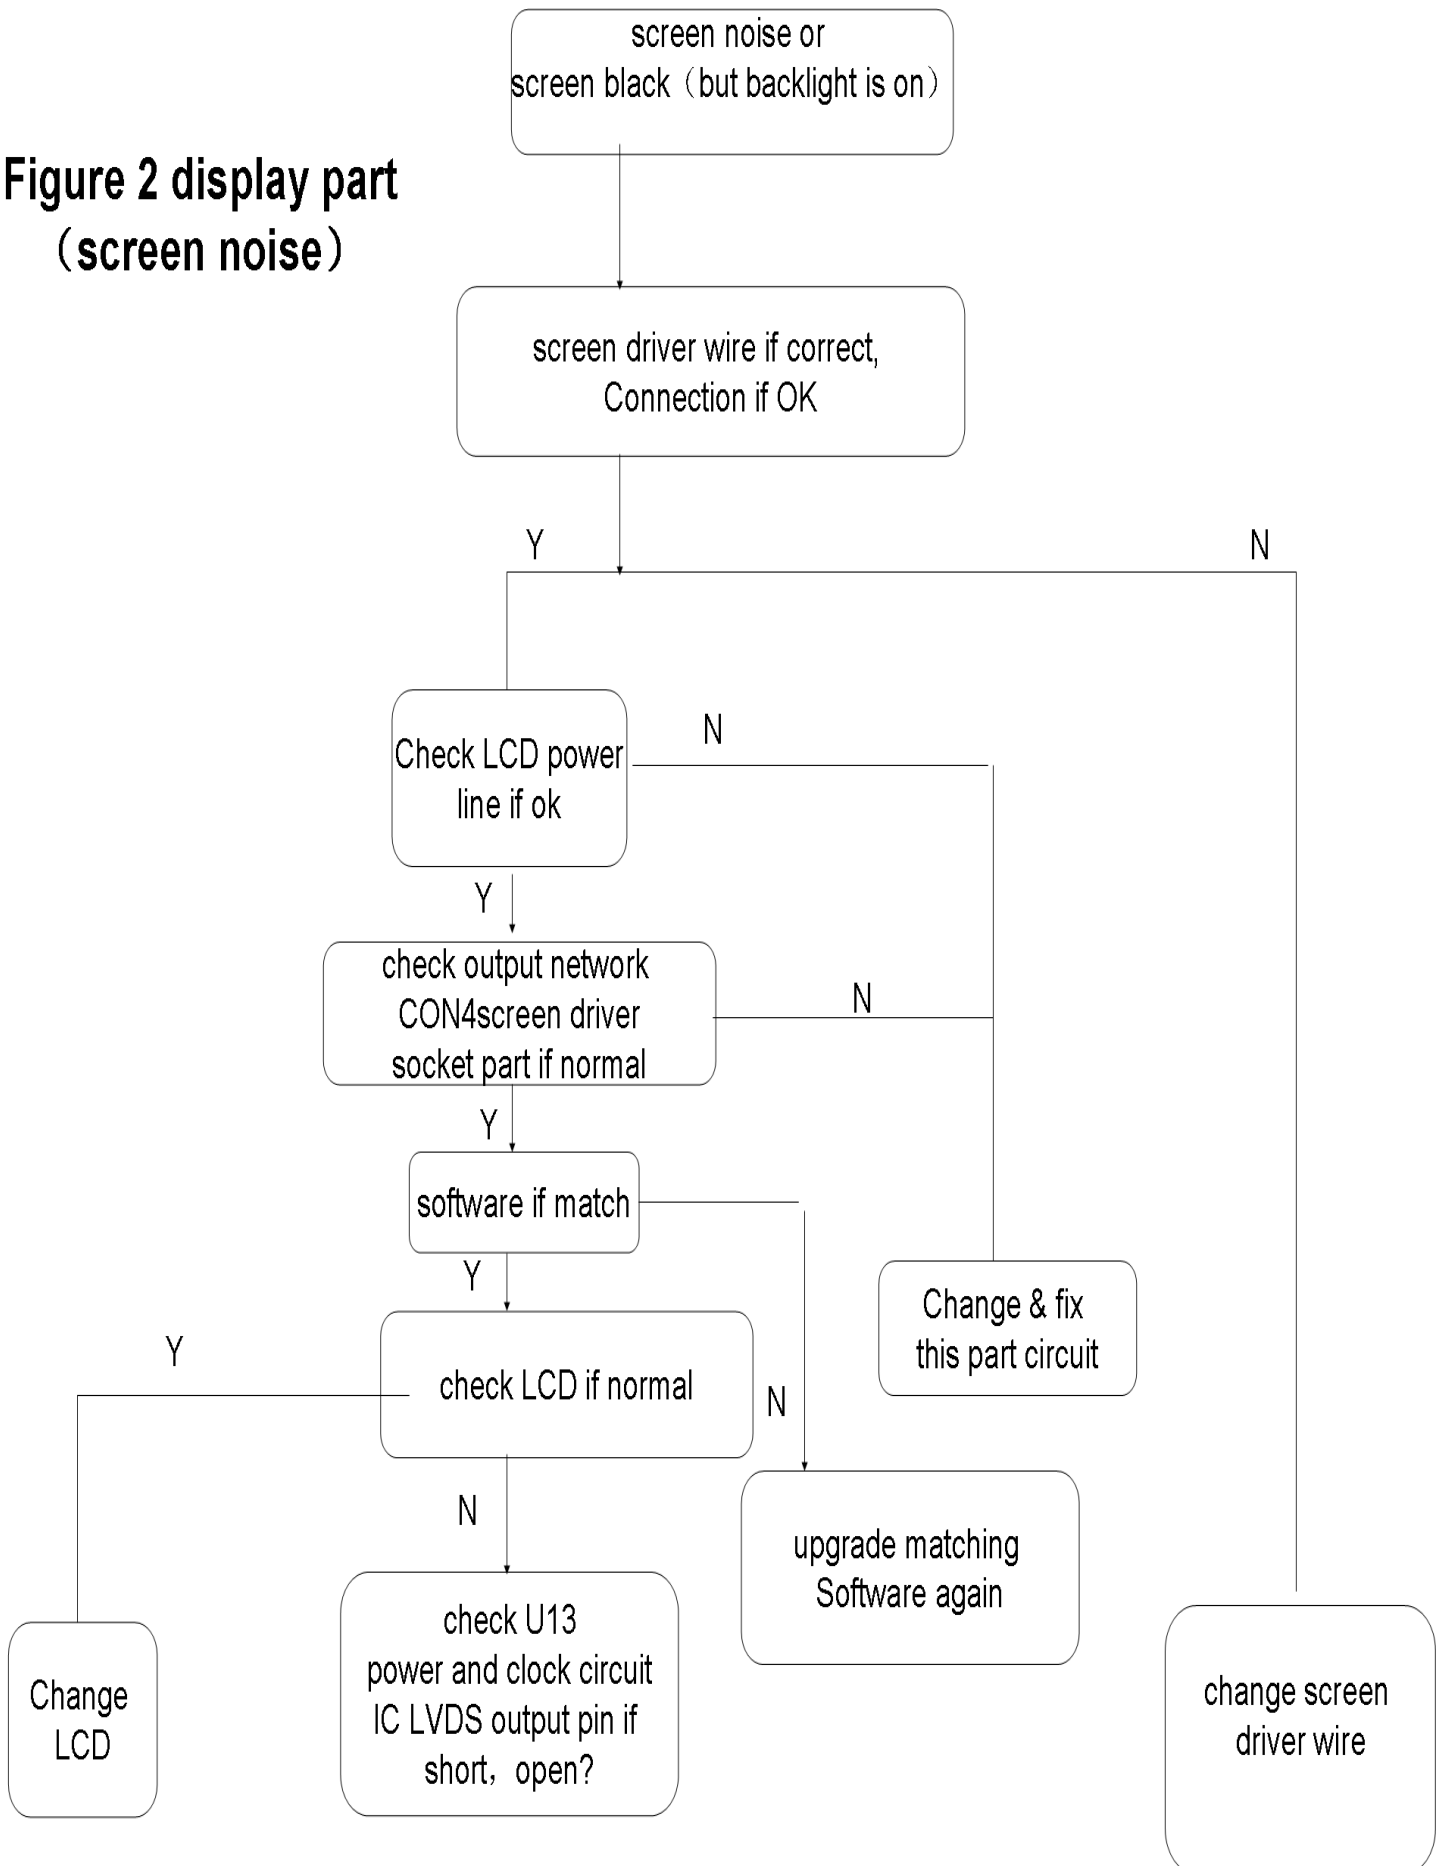 screen noise or
screen black（but backlight is on）
Figure 2 display part
（screen noise）
screen driver wire if correct,
Connection if OK
Y
N
Check LCD power
line if ok
N
Y
check output network
CON4screen driver
socket part if normal
N
Y
software if match
Y
Change & fix
this part circuit
Y
check LCD if normal
N
N
upgrade matching
Software again
check U13
power and clock circuit
IC LVDS output pin if
short，open?
Change
LCD
change screen
driver wire